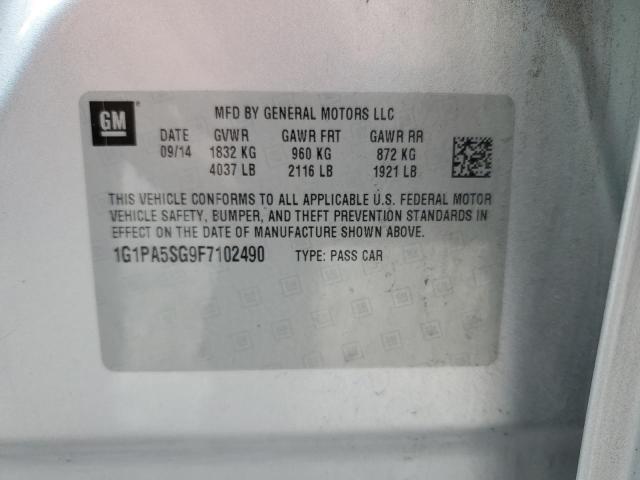 GM
MFD BY GENERAL MOTORS LLC
DATE GVWR GAWR FRT GAWR RR
09/14 1832 KG 960 KG 872 KG
4037 LB 2116 LB 1921 LB
THIS VEHICLE CONFORMS TO ALL APPLICABLE U.S. FEDERAL MOTOR
VEHICLE SAFETY, BUMPER, AND THEFT PREVENTION STANDARDS IN
EFFECT ON THE DATE OF MANUFACTURE SHOWN ABOVE.
1G1PA5SG9F7102490 TYPE: PASS CAR